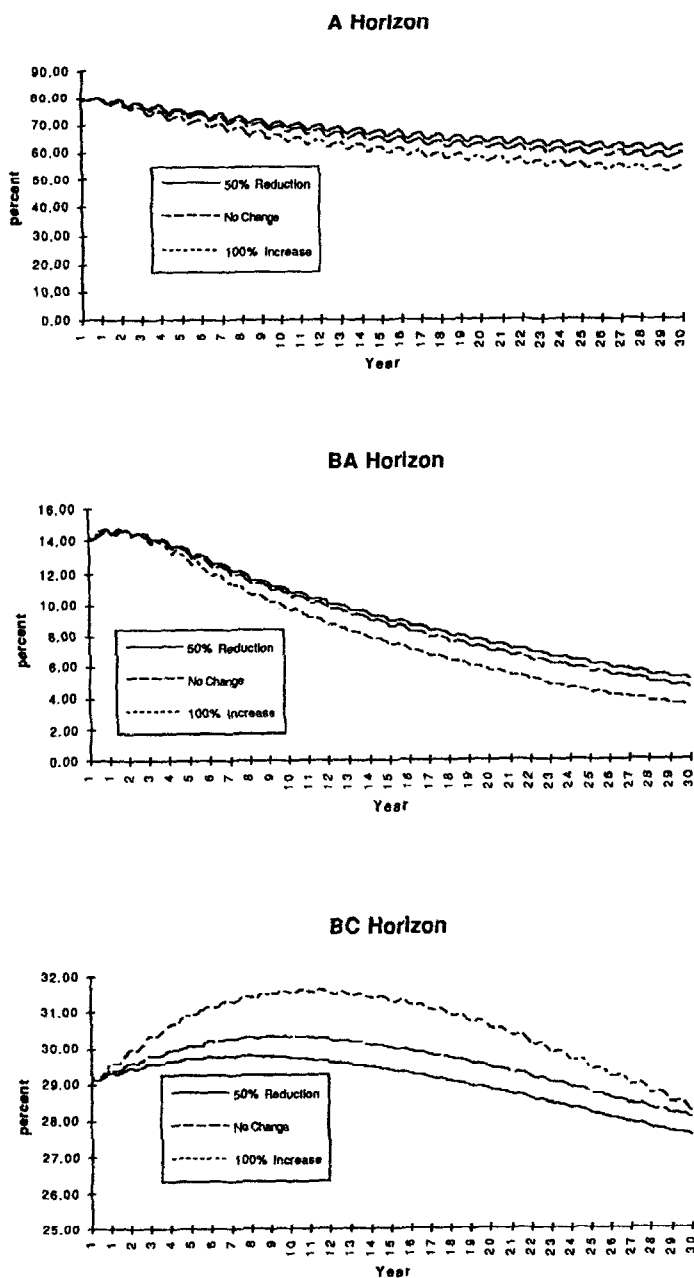 A Horizon
90.00
80.00
70.00
60.00
50.00
40.00
30.00
20.00
10.00
0.00
percent
50% Reduction
No Change
100% Increase
1 1 2 3 4 5 6 7 8 9 10 11 12 13 14 15 16 17 18 19 20 21 22 23 24 25 26 27 28 29 30
Year
BA Horizon
16.00
14.00
12.00
10.00
8.00
6.00
4.00
2.00
0.00
percent
50% Reduction
No Change
100% Increase
1 1 2 3 4 5 6 7 8 9 10 11 12 13 14 15 16 17 18 19 20 21 22 23 24 25 26 27 28 29 30
Year
BC Horizon
32.00
31.00
30.00
29.00
28.00
27.00
26.00
25.00
percent
50% Reduction
No Change
100% Increase
1 1 2 3 4 5 6 7 8 9 10 11 12 13 14 15 16 17 18 19 20 21 22 23 24 25 26 27 28 29 30
Year